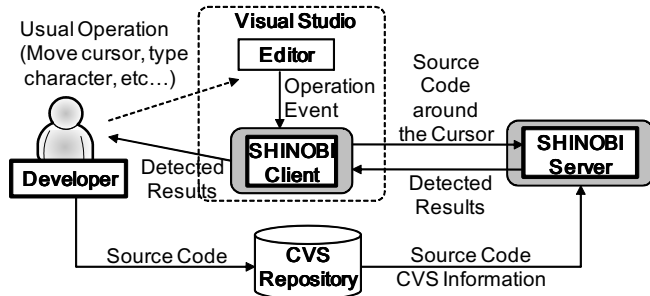 Visual Studio
Usual Operation
(Move cursor, type
character, etc…)
Editor
Operation
Event
Source
Code
around
the Cursor
SHINOBI
Client
SHINOBI
Server
Developer
Detected
Results
Detected
Results
Source Code
CVS
Repository
Source Code
CVS Information